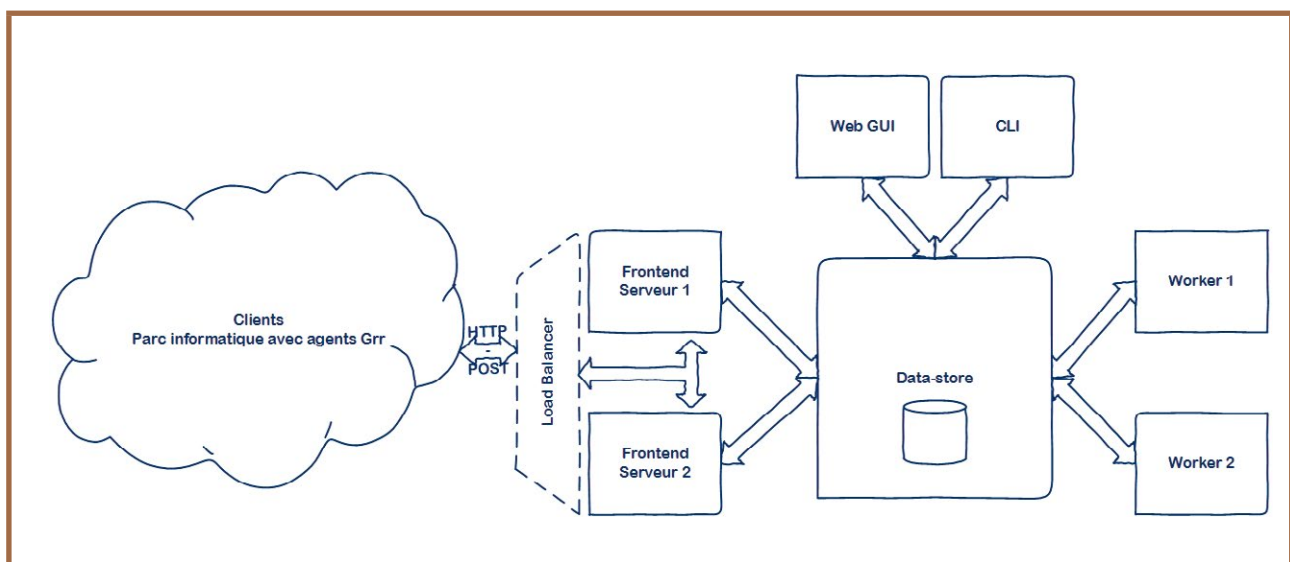 Web GUI
CLI
Clients
Parc informatique avec agents Grr
HTTP
-
POST
Load Balancer
Frontend
Serveur 1
Frontend
Serveur 2
Data-store
Worker 1
Worker 2